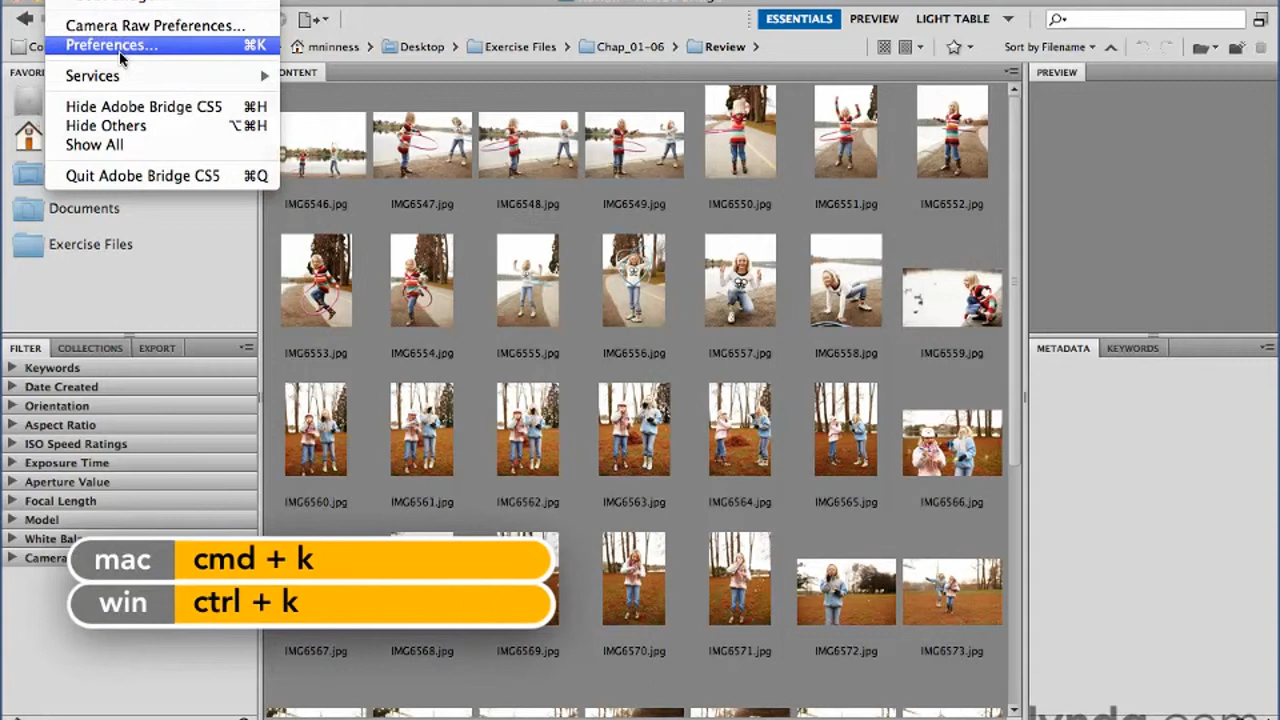 Camera Raw Preferences...
Preferences... ⌘K
Services
Hide Adobe Bridge CS5 ⌘H
Hide Others ⌥⌘H
Show All
Quit Adobe Bridge CS5 ⌘Q
ESSENTIALS PREVIEW LIGHT TABLE
mninness Desktop Exercise Files Chap_01-06 Review
Sort by Filename
Documents
Exercise Files
FILTER COLLECTIONS EXPORT
Keywords
Date Created
Orientation
Aspect Ratio
ISO Speed Ratings
Exposure Time
Aperture Value
Focal Length
Model
White Bal
Camera
mac cmd + k
win ctrl + k
IMG6546.jpg IMG6547.jpg IMG6548.jpg IMG6549.jpg IMG6550.jpg IMG6551.jpg IMG6552.jpg
IMG6553.jpg IMG6554.jpg IMG6555.jpg IMG6556.jpg IMG6557.jpg IMG6558.jpg IMG6559.jpg
IMG6560.jpg IMG6561.jpg IMG6562.jpg IMG6563.jpg IMG6564.jpg IMG6565.jpg IMG6566.jpg
IMG6567.jpg IMG6568.jpg IMG6569.jpg IMG6570.jpg IMG6571.jpg IMG6572.jpg IMG6573.jpg
PREVIEW
METADATA KEYWORDS